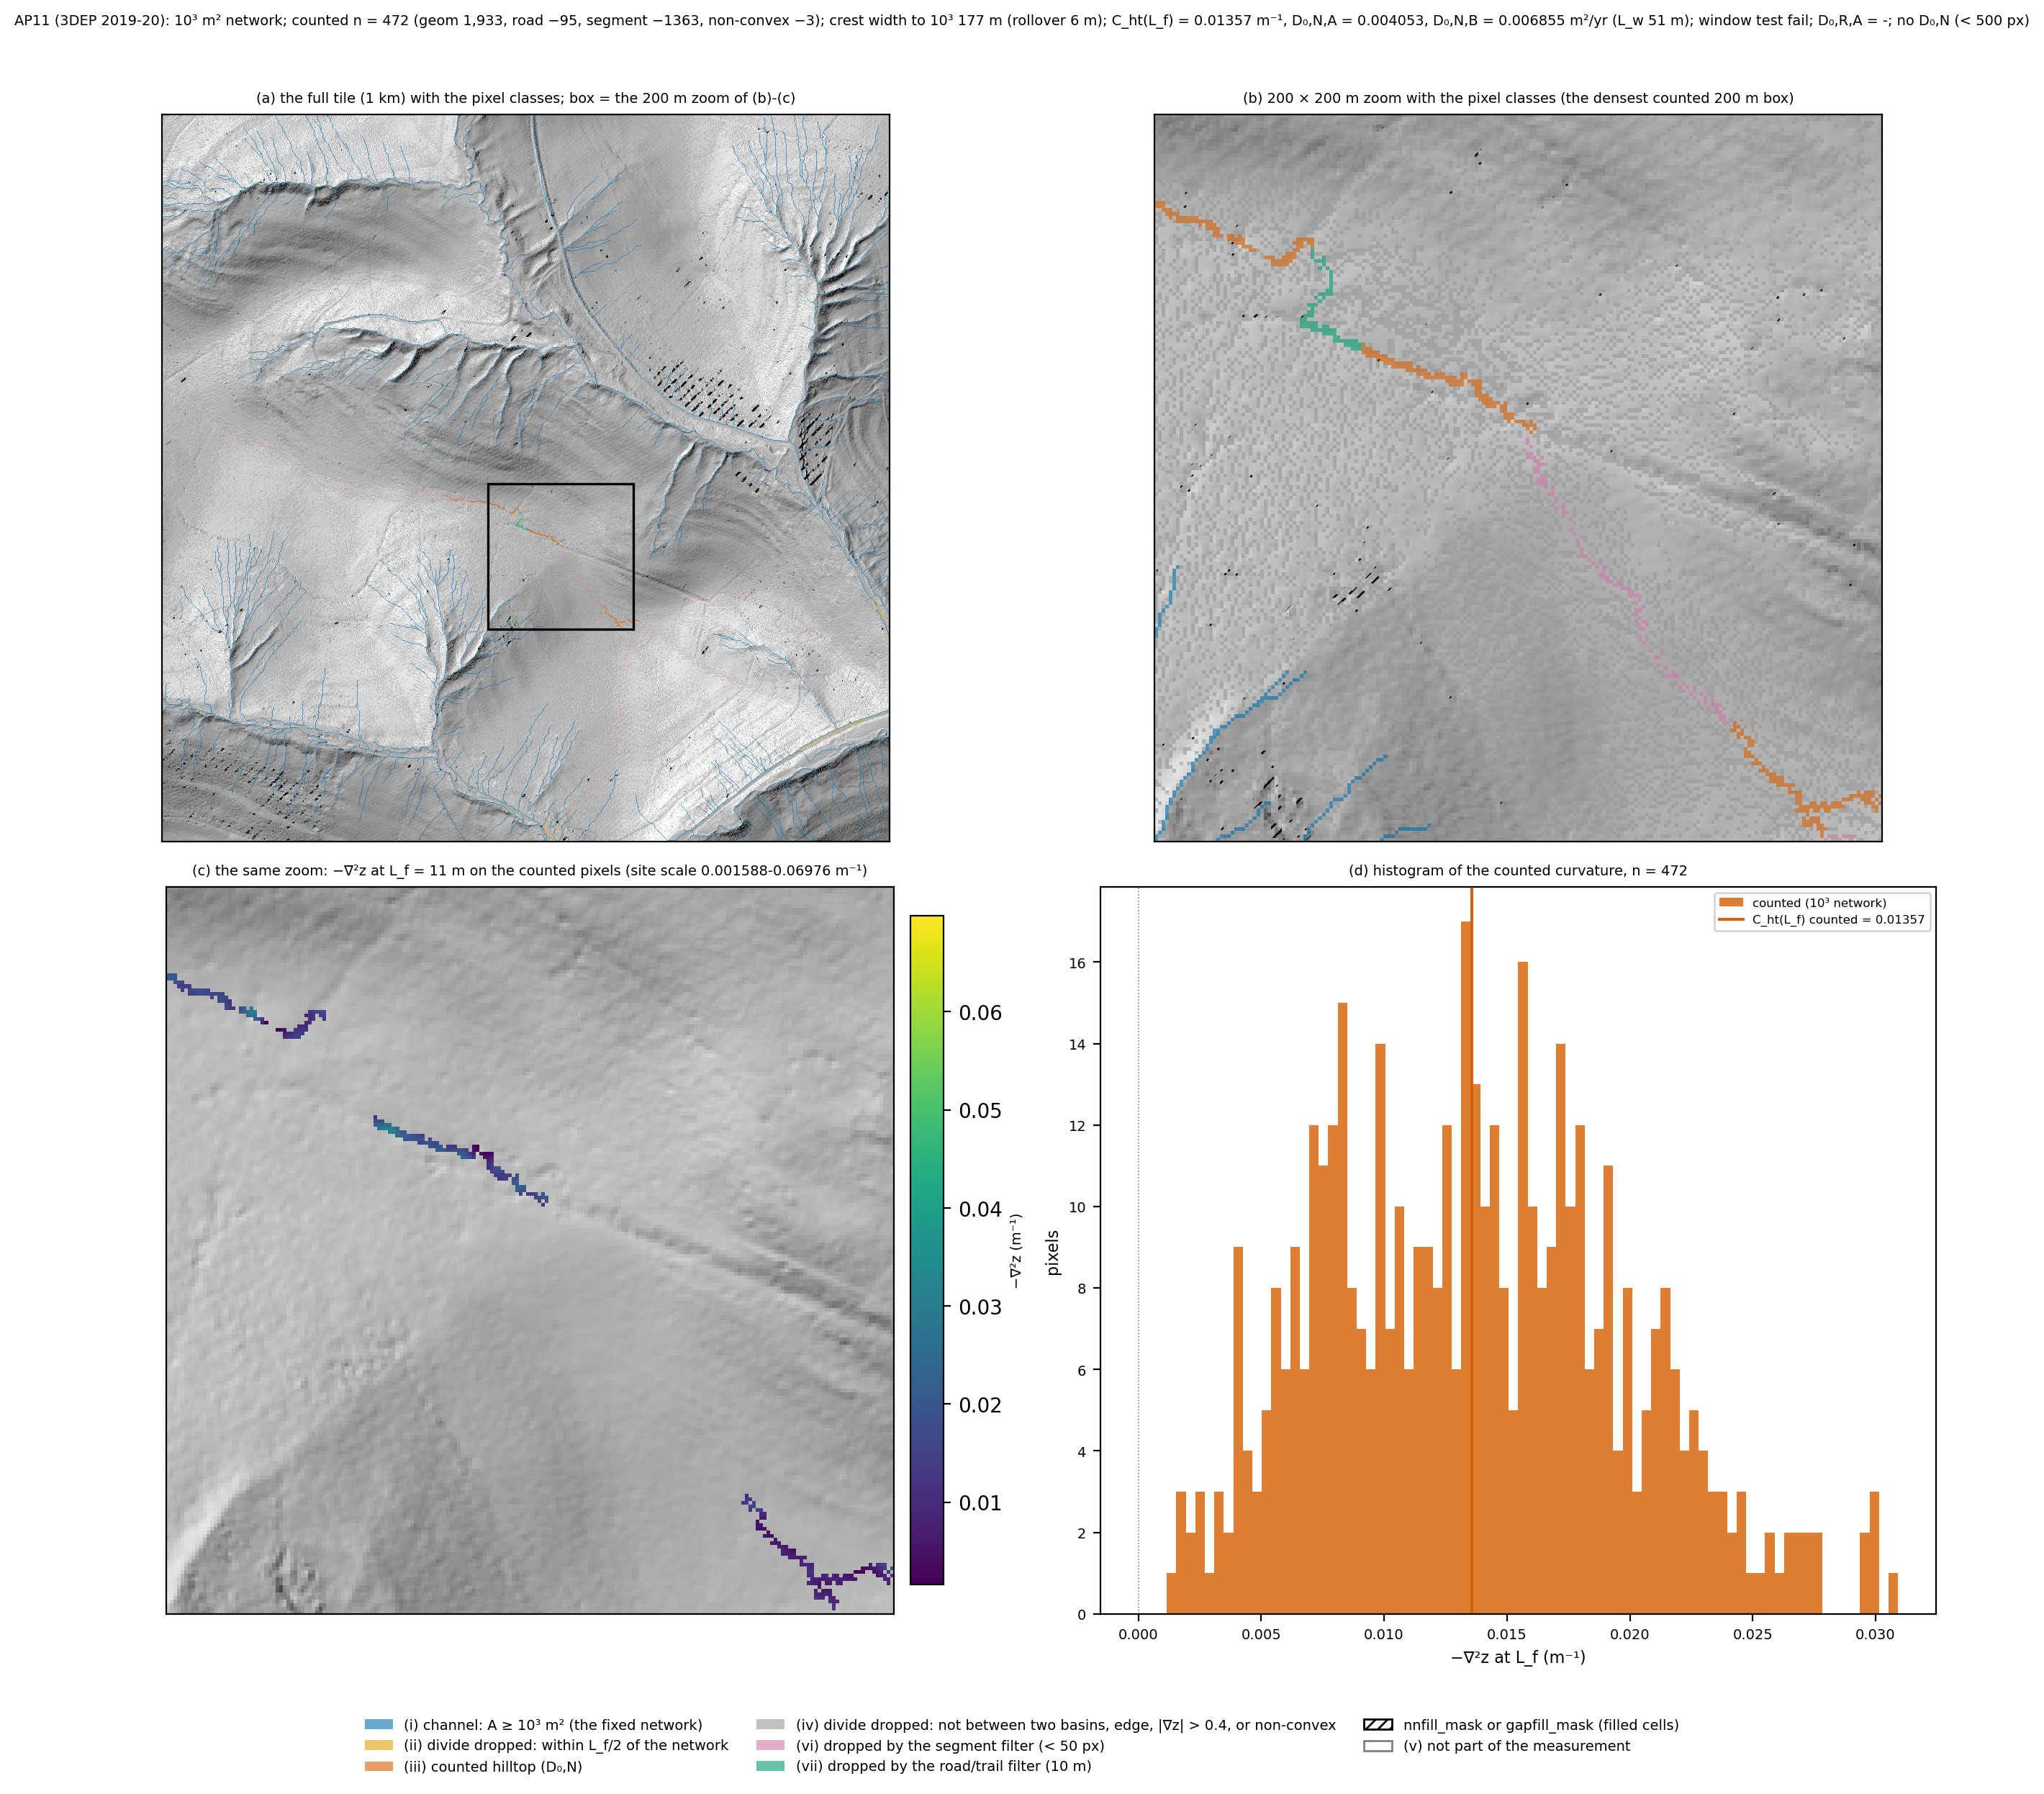 AP11 (3DEP 2019-20): 10³ m² network; counted n = 472 (geom 1,933, road −95, segment −1363, non-convex −3); crest width to 10³ 177 m (rollover 6 m); C_ht(L_f) = 0.01357 m⁻¹, D₀,N,A = 0.004053, D₀,N,B = 0.006855 m²/yr (L_w 51 m); window test fail; D₀,R,A = -; no D₀,N (< 500 px)
(a) the full tile (1 km) with the pixel classes; box = the 200 m zoom of (b)-(c)
(b) 200 × 200 m zoom with the pixel classes (the densest counted 200 m box)
(c) the same zoom: −∇²z at L_f = 11 m on the counted pixels (site scale 0.001588-0.06976 m⁻¹)
0.06
0.05
0.04
0.03
0.02
0.01
−∇²z (m⁻¹)
(d) histogram of the counted curvature, n = 472
counted (10³ network)
C_ht(L_f) counted = 0.01357
16
14
12
10
8
6
4
2
0
pixels
0.000
0.005
0.010
0.015
0.020
0.025
0.030
−∇²z at L_f (m⁻¹)
(i) channel: A ≥ 10³ m² (the fixed network)
(ii) divide dropped: within L_f/2 of the network
(iii) counted hilltop (D₀,N)
(iv) divide dropped: not between two basins, edge, |∇z| > 0.4, or non-convex
(vi) dropped by the segment filter (< 50 px)
(vii) dropped by the road/trail filter (10 m)
nnfill_mask or gapfill_mask (filled cells)
(v) not part of the measurement